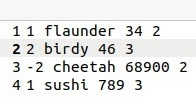 1 1 flaunder 34 2
2 2 birdy 46 3
3 -2 cheetah 68900 2
4 1 sushi 789 3